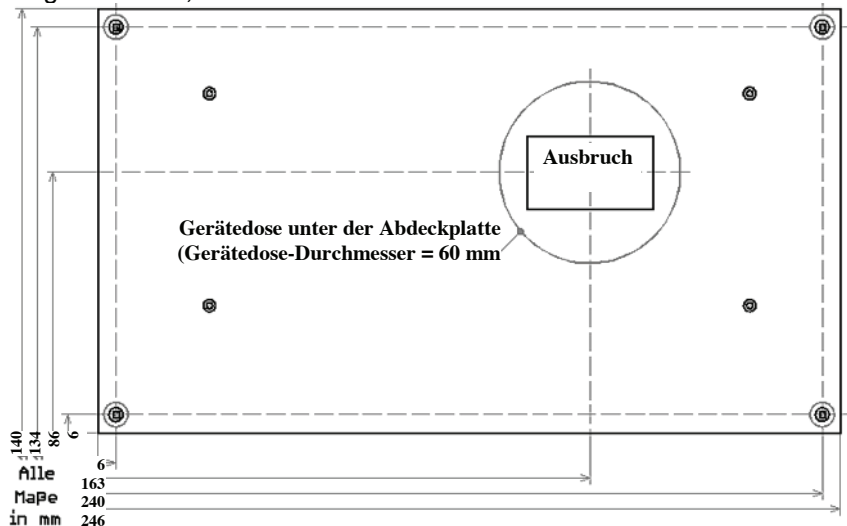 Ausbruch
Gerätedose unter der Abdeckplatte
(Gerätedose-Durchmesser = 60 mm
140
134
86
6
6
163
240
246
Alle
Maße
in mm